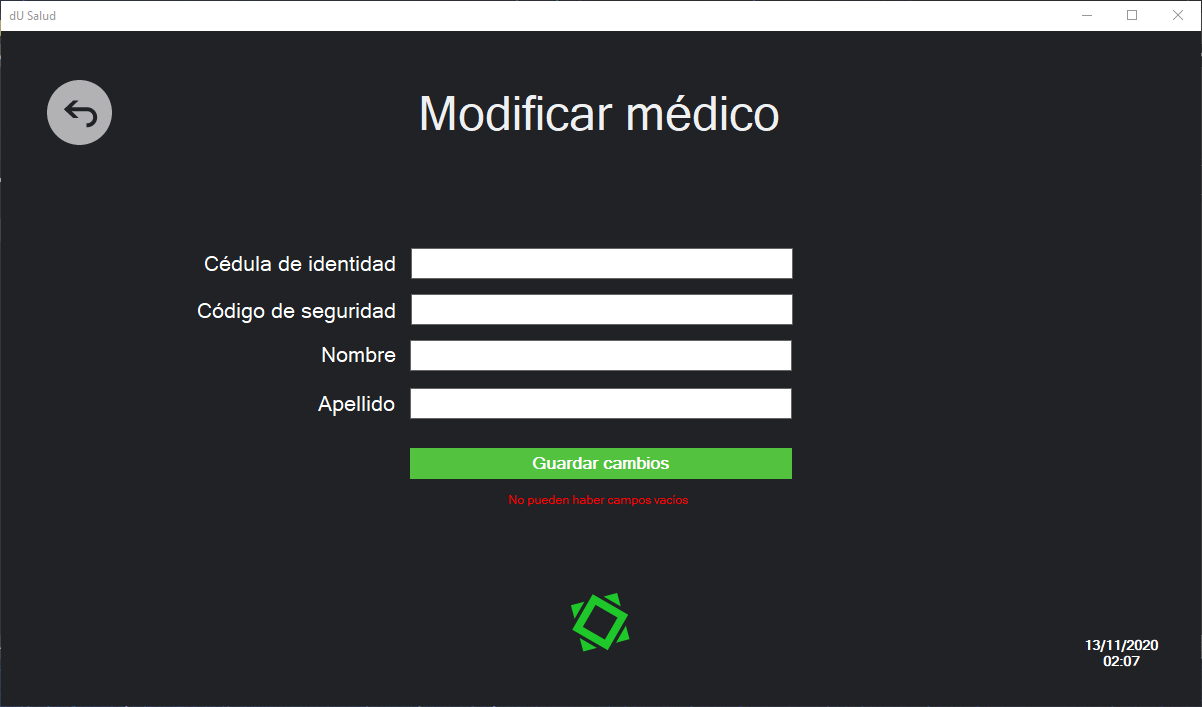 dU Salud
Modificar médico
Cédula de identidad
Código de seguridad
Nombre
Apellido
Guardar cambios
No pueden haber campos vacíos
13/11/2020
02:07